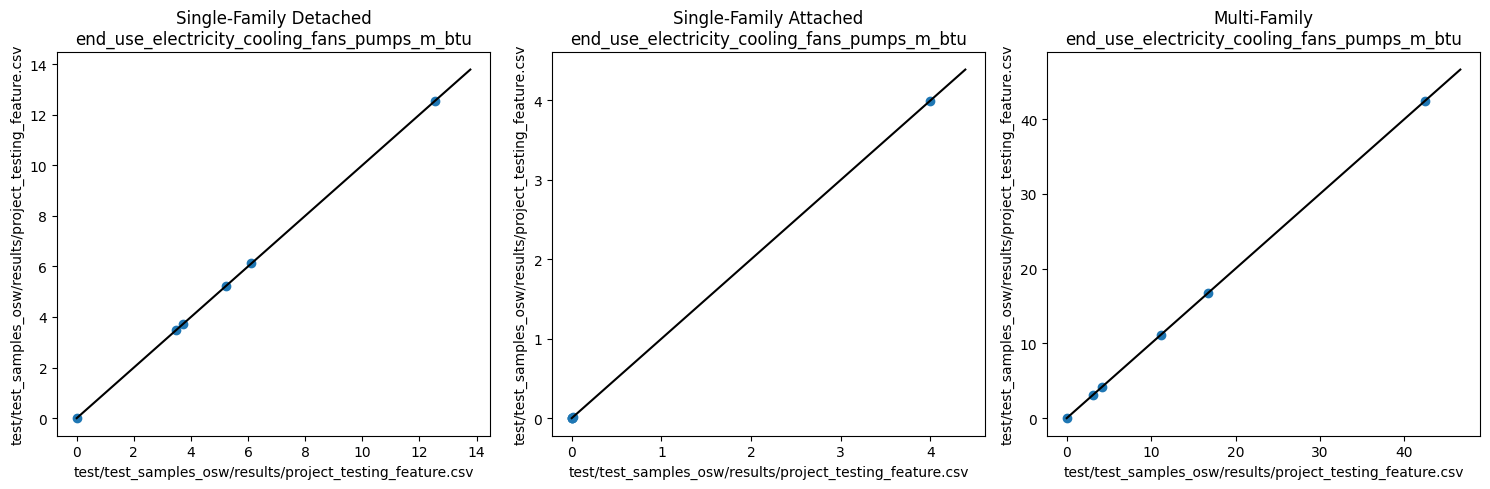 Single-Family Detached
end_use_electricity_cooling_fans_pumps_m_btu
test/test_samples_osw/results/project_testing_feature.csv
14
12
10
8
6
4
2
0
0 2 4 6 8 10 12 14
test/test_samples_osw/results/project_testing_feature.csv
Single-Family Attached
end_use_electricity_cooling_fans_pumps_m_btu
test/test_samples_osw/results/project_testing_feature.csv
4
3
2
1
0
0 1 2 3 4
test/test_samples_osw/results/project_testing_feature.csv
Multi-Family
end_use_electricity_cooling_fans_pumps_m_btu
test/test_samples_osw/results/project_testing_feature.csv
40
30
20
10
0
0 10 20 30 40
test/test_samples_osw/results/project_testing_feature.csv